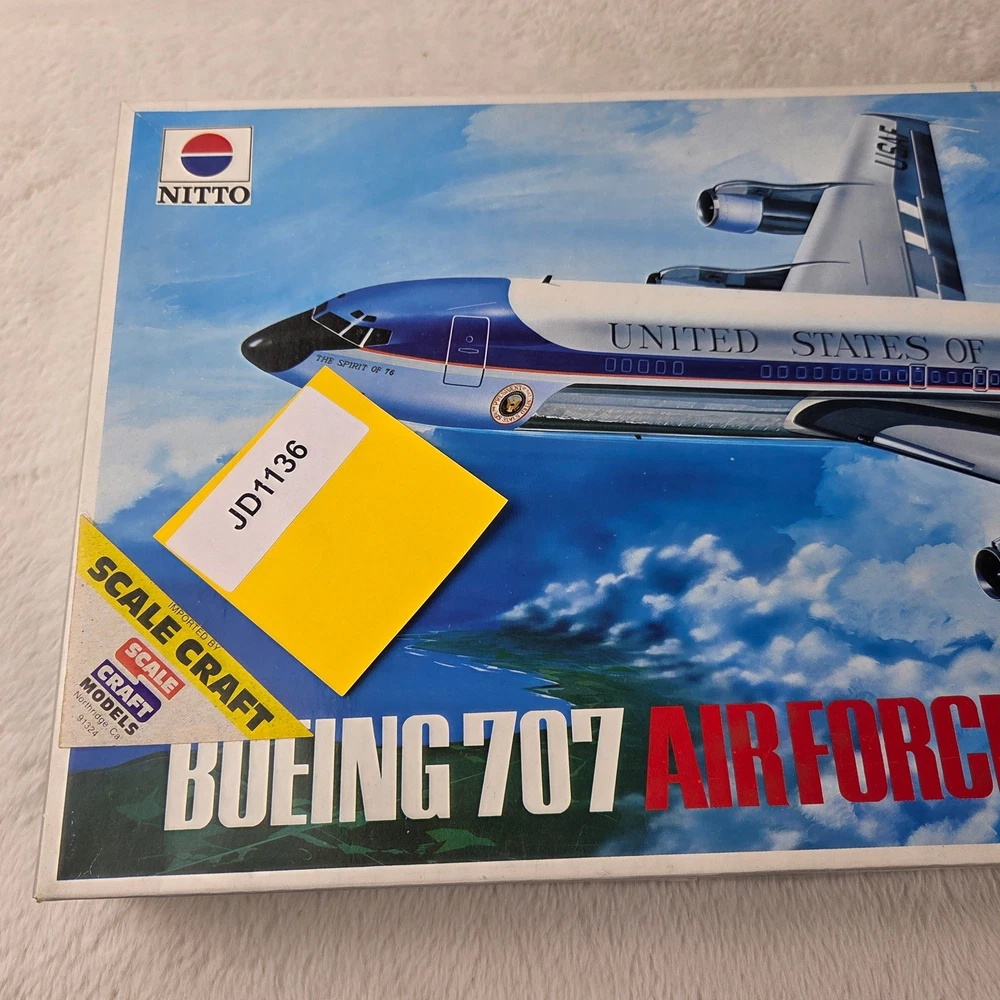 NITTO
USAF
UNITED STATES OF
THE SPIRIT OF 76
JD1136
SCALE CRAFT
IMPORTED BY
SCALE
CRAFT
MODELS
Northridge, Ca
91324
BOEING 707 AIR FORCE